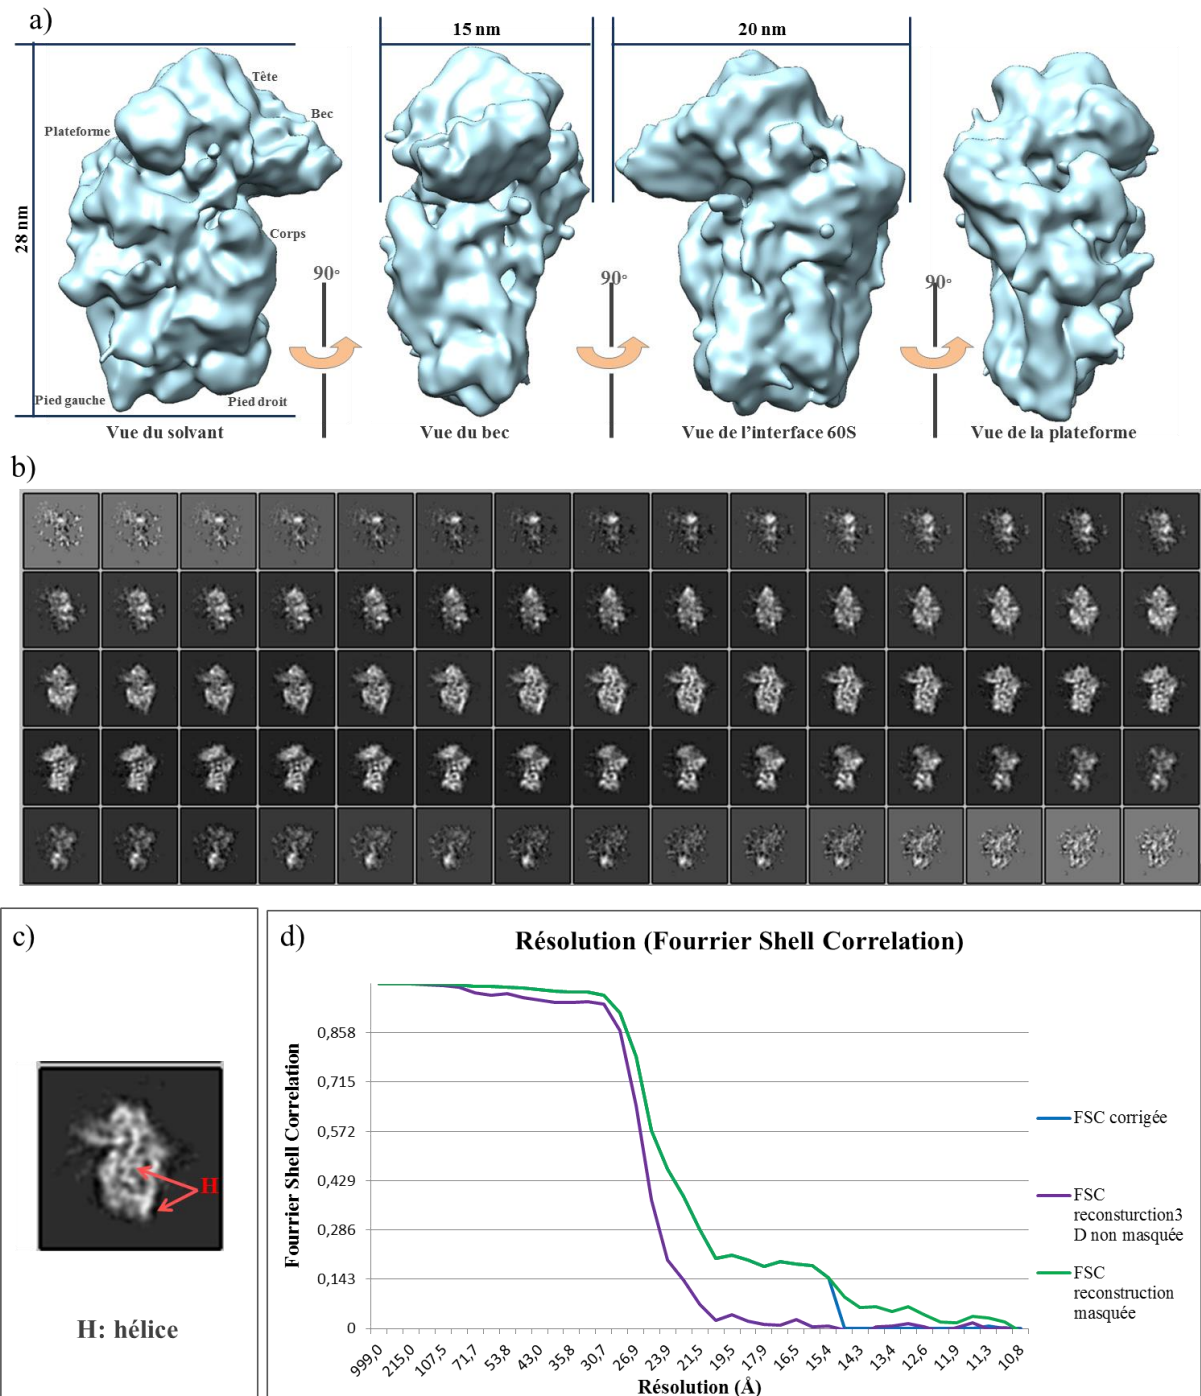 a)
15 nm
20 nm
28 nm
Tête
Bec
Plateforme
Corps
Pied gauche
Pied droit
90°
90°
90°
Vue du solvant
Vue du bec
Vue de l'interface 60S
Vue de la plateforme
b)
c)
H
H: hélice
d)
Résolution (Fourrier Shell Correlation)
Fourrier Shell Correlation
0,858
0,715
0,572
0,429
0,286
0,143
0
999,0
215,0
107,5
71,7
53,8
43,0
35,8
30,7
26,9
23,9
21,5
19,5
17,9
16,5
15,4
14,3
13,4
12,6
11,9
11,3
10,8
Résolution (Å)
FSC corrigée
FSC
reconsturction3
D non masquée
FSC
reconstruction
masquée